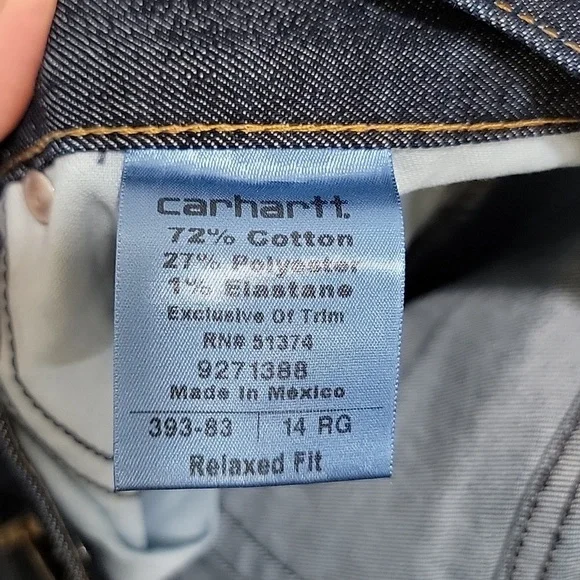 carhartt.
72% Cotton
27% Polyester
1% Elastane
Exclusive Of Trim
RN# 51374
9271388
Made In Mexico
393-83 | 14 RG
Relaxed Fit